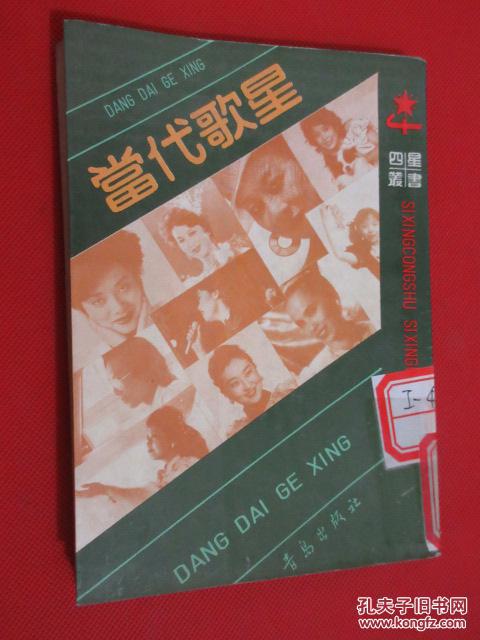 DANG DAI GE XING
當代歌星
四星
叢書
SIXINGCONGSHU SIXING
I-4
DANG DAI GE XING
青岛出版社
孔夫子旧书网
www.kongfz.com